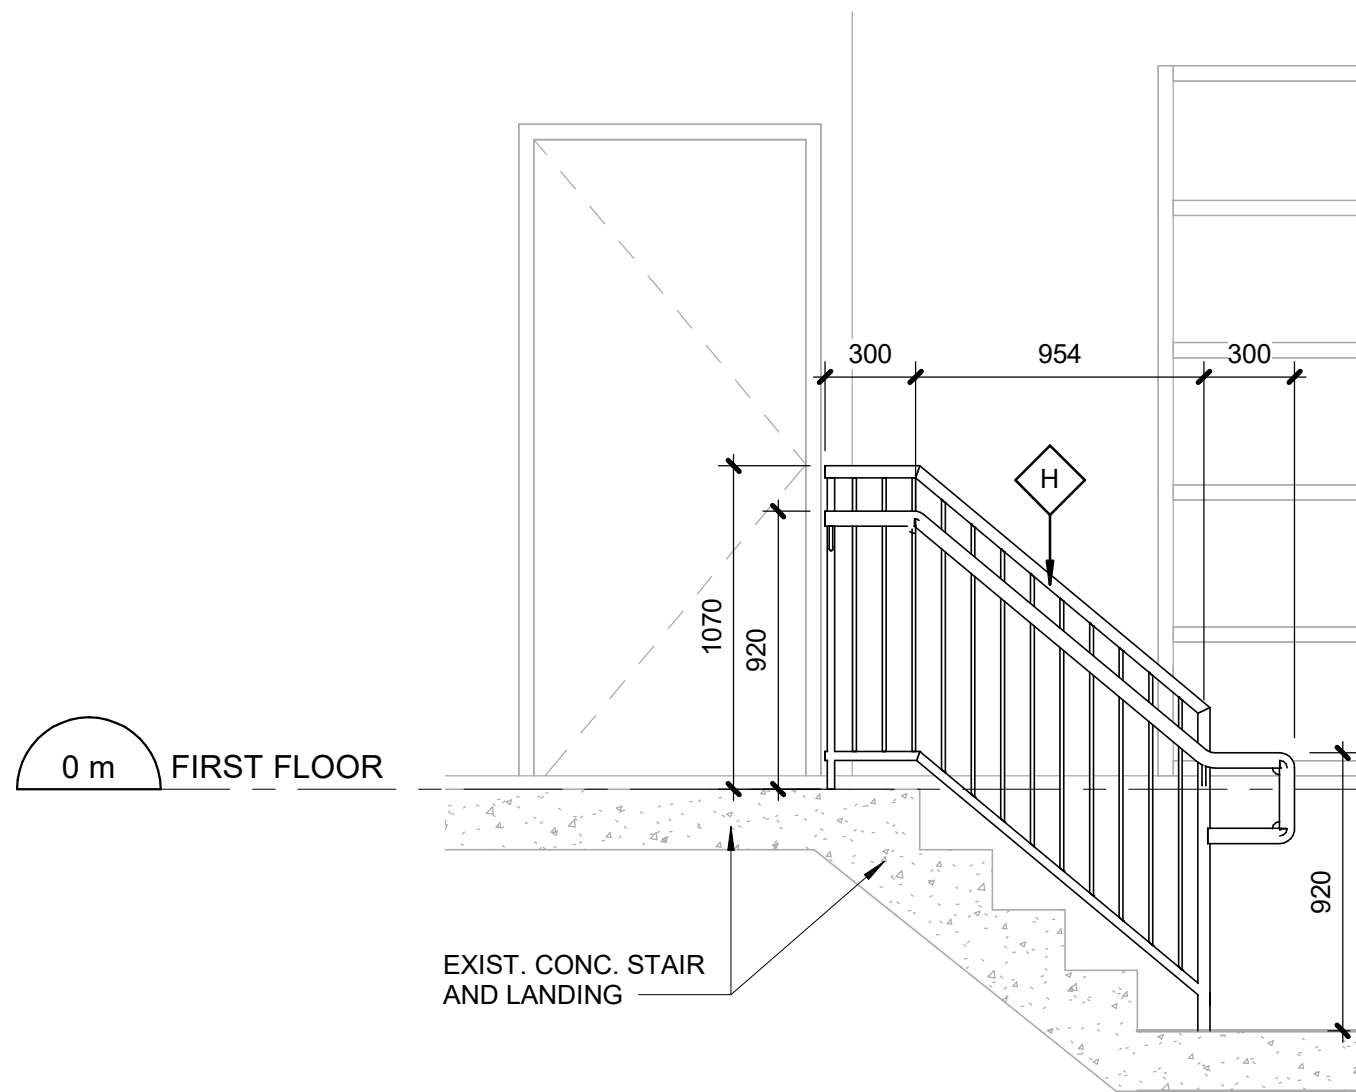 300
954
300
H
1070
920
0 m
FIRST FLOOR
920
EXIST. CONC. STAIR
AND LANDING